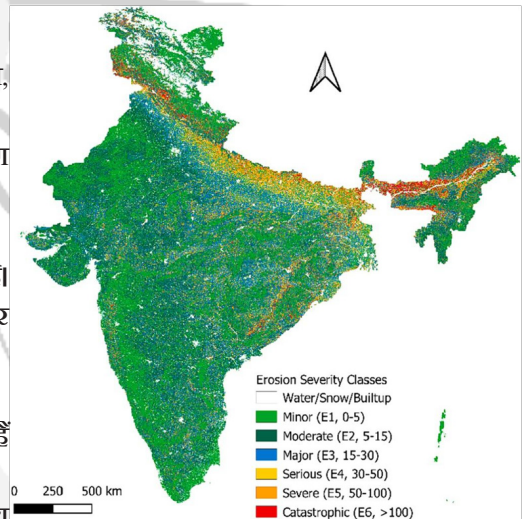 Erosion Severity Classes
Water/Snow/Builtup
Minor (E1, 0-5)
Moderate (E2, 5-15)
Major (E3, 15-30)
Serious (E4, 30-50)
Severe (E5, 50-100)
Catastrophic (E6, >100)
0 250 500 km